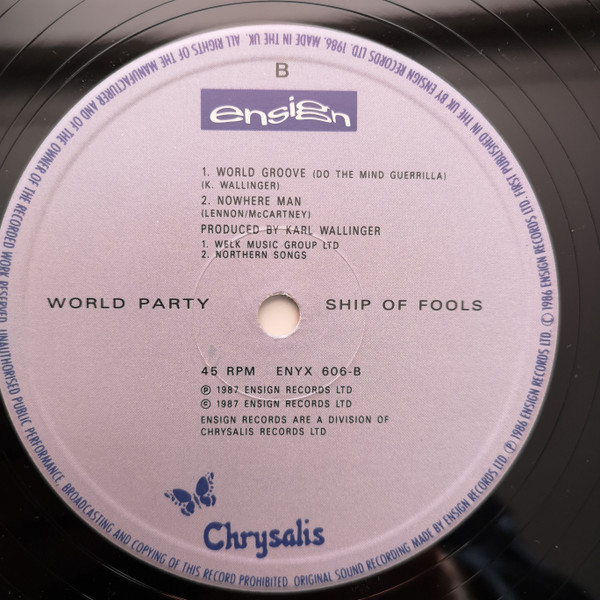 B
ensign
1. WORLD GROOVE (DO THE MIND GUERRILLA)
(K. WALLINGER)
2. NOWHERE MAN
(LENNON/McCARTNEY)
PRODUCED BY KARL WALLINGER
1. WELK MUSIC GROUP LTD
2. NORTHERN SONGS
WORLD PARTY
SHIP OF FOOLS
45 RPM ENYX 606-B
℗ 1987 ENSIGN RECORDS LTD
© 1987 ENSIGN RECORDS LTD
ENSIGN RECORDS ARE A DIVISION OF
CHRYSALIS RECORDS LTD
Chrysalis
℗ 1986 ENSIGN RECORDS LTD. © 1986 ENSIGN RECORDS LTD. FIRST PUBLISHED IN THE UK BY ENSIGN RECORDS LTD. 1986. MADE IN THE UK. ALL RIGHTS OF THE MANUFACTURER AND OF THE OWNER OF THE RECORDED WORK RESERVED. UNAUTHORISED PUBLIC PERFORMANCE, BROADCASTING AND COPYING OF THIS RECORD PROHIBITED. ORIGINAL SOUND RECORDING MADE BY ENSIGN RECORDS LTD.